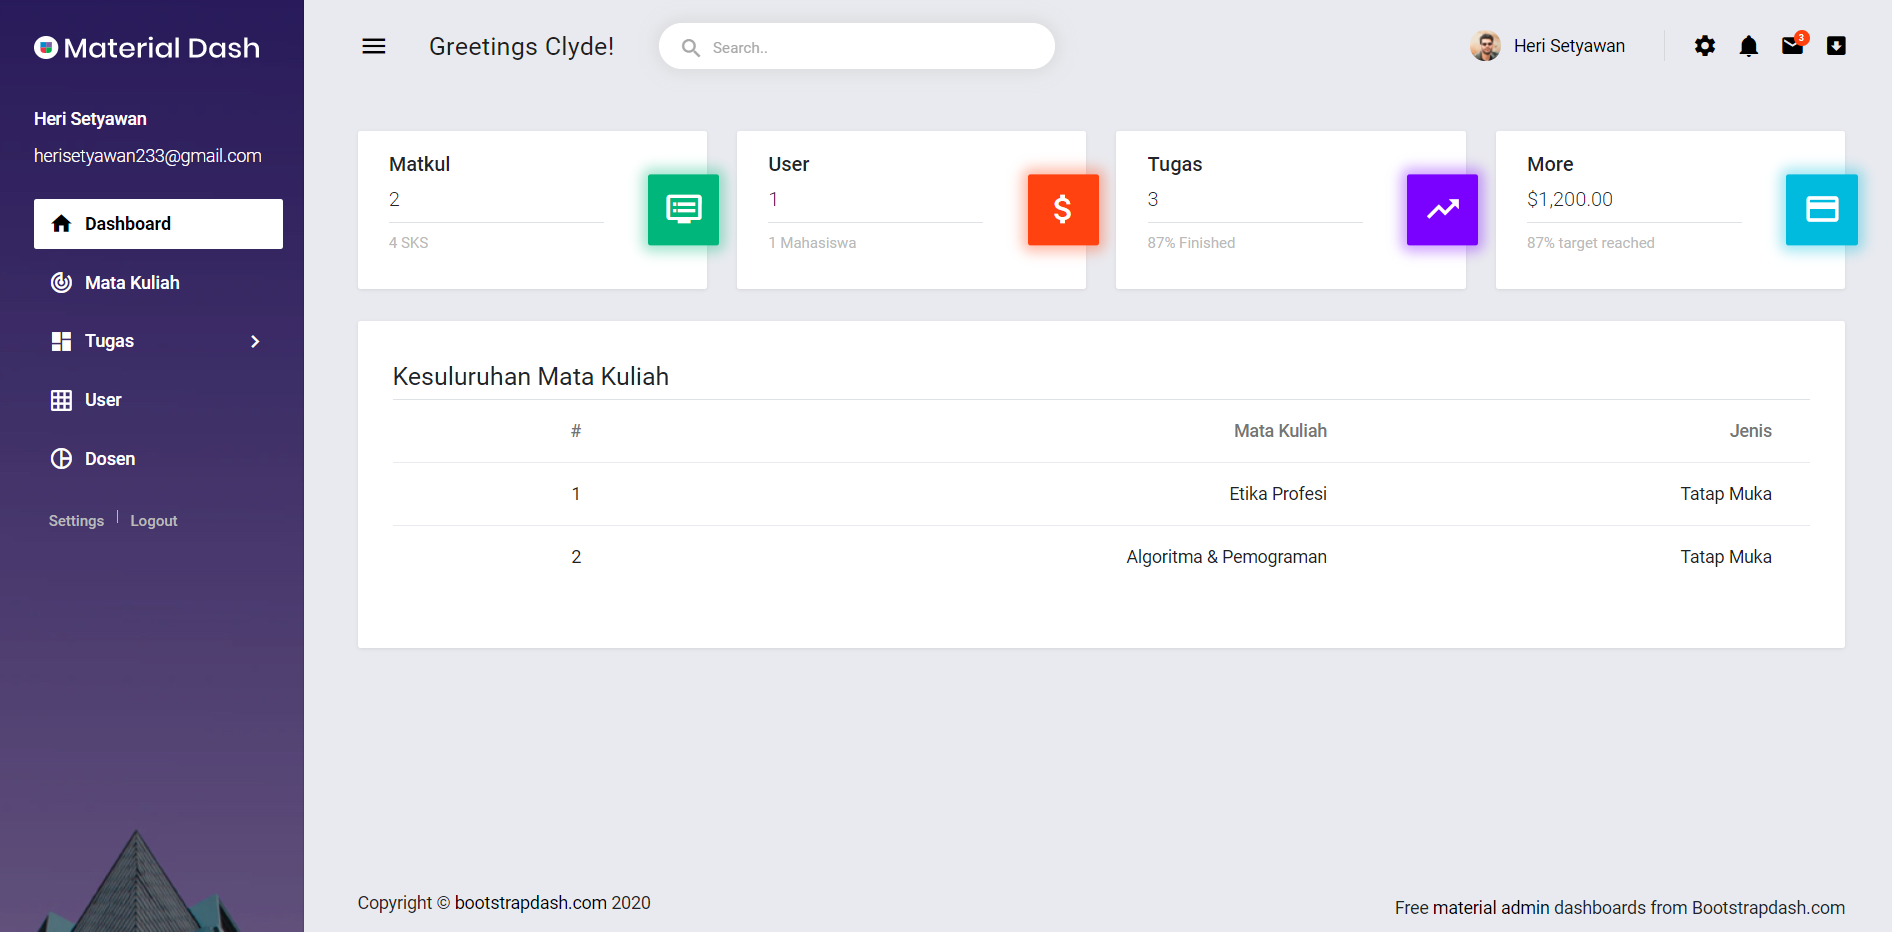 Material Dash
Heri Setyawan
herisetyawan233@gmail.com
Dashboard
Mata Kuliah
Tugas
User
Dosen
Settings
Logout
Greetings Clyde!
Search..
Heri Setyawan
3
Matkul
2
4 SKS
User
1
1 Mahasiswa
$
Tugas
3
87% Finished
More
$1,200.00
87% target reached
Kesuluruhan Mata Kuliah
# Mata Kuliah Jenis
1 Etika Profesi Tatap Muka
2 Algoritma & Pemograman Tatap Muka
Copyright © bootstrapdash.com 2020
Free material admin dashboards from Bootstrapdash.com